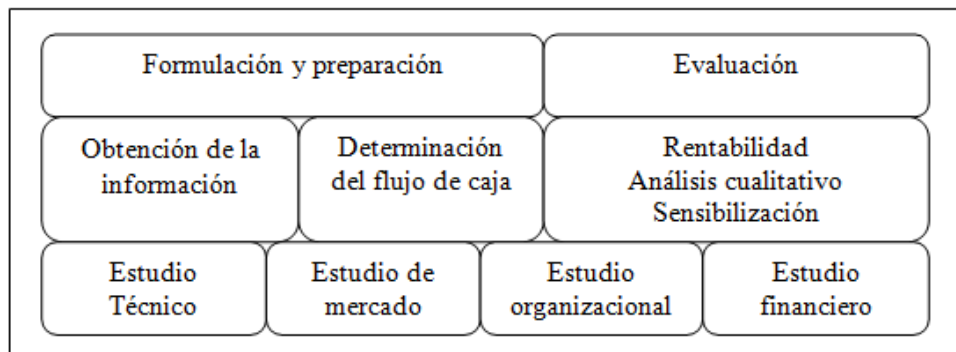 Formulación y preparación
Evaluación
Obtención de la
información
Determinación
del flujo de caja
Rentabilidad
Análisis cualitativo
Sensibilización
Estudio
Técnico
Estudio de
mercado
Estudio
organizacional
Estudio
financiero